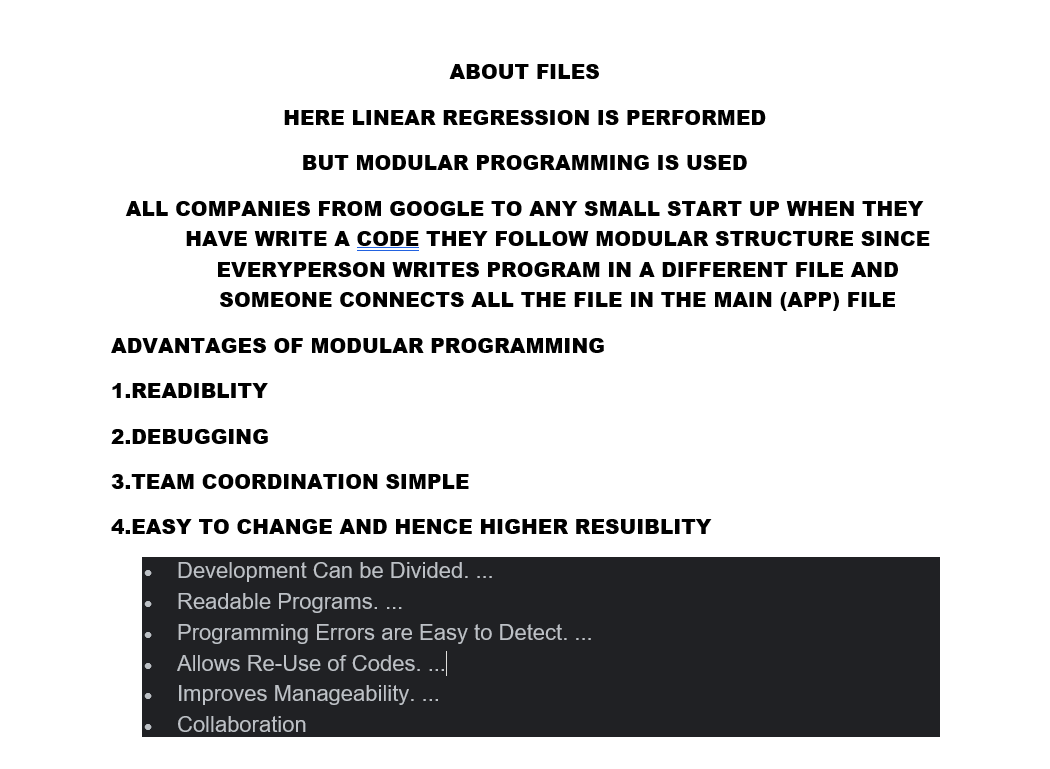 ABOUT FILES
HERE LINEAR REGRESSION IS PERFORMED
BUT MODULAR PROGRAMMING IS USED
ALL COMPANIES FROM GOOGLE TO ANY SMALL START UP WHEN THEY
HAVE WRITE A CODE THEY FOLLOW MODULAR STRUCTURE SINCE
EVERYPERSON WRITES PROGRAM IN A DIFFERENT FILE AND
SOMEONE CONNECTS ALL THE FILE IN THE MAIN (APP) FILE
ADVANTAGES OF MODULAR PROGRAMMING
1.READIBLITY
2.DEBUGGING
3.TEAM COORDINATION SIMPLE
4.EASY TO CHANGE AND HENCE HIGHER RESUIBLITY
• Development Can be Divided. ...
• Readable Programs. ...
• Programming Errors are Easy to Detect. ...
• Allows Re-Use of Codes. ...
• Improves Manageability. ...
• Collaboration